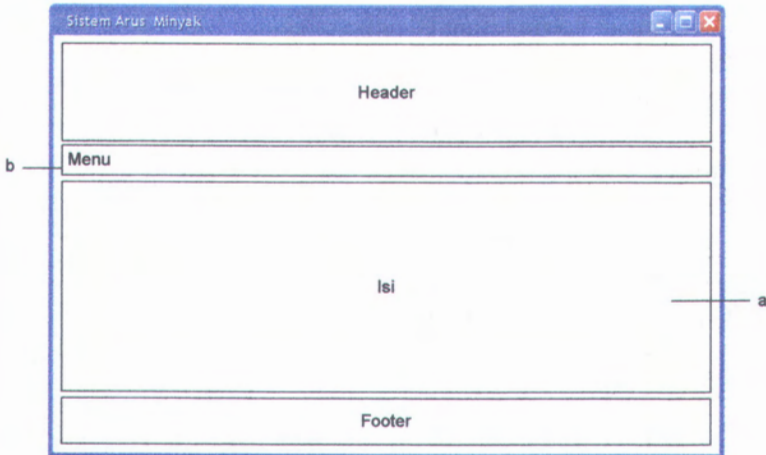 Sistem Arus Minyak
Header
b
Menu
Isi
a
Footer